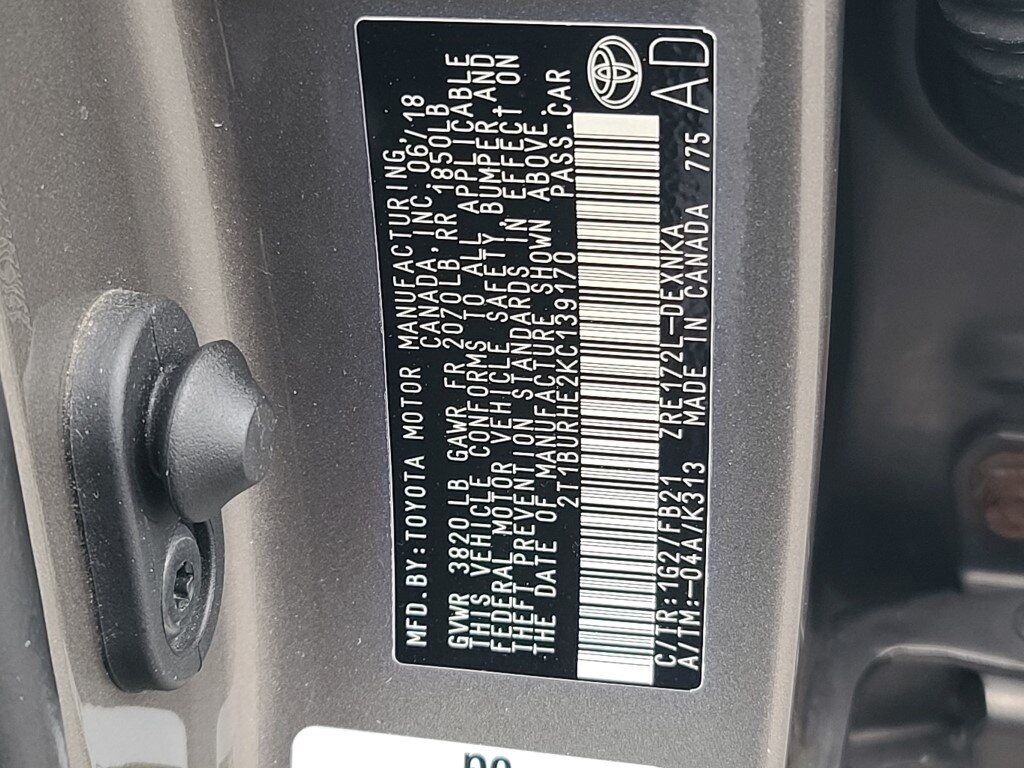 MFD.BY:TOYOTA MOTOR MANUFACTURING,
CANADA,INC. 06/18
GVWR 3820LB GAWR FR 2070LB RR 1850LB
THIS VEHICLE CONFORMS TO ALL APPLICABLE
FEDERAL MOTOR VEHICLE SAFETY, BUMPER, AND
THEFT PREVENTION STANDARDS IN EFFECT ON
THE DATE OF MANUFACTURE SHOWN ABOVE.
2T1BURHE2KC139170 PASS.CAR
C/TR:1G2/FB21 ZRE172L-DEXNKA
A/TM:-04A/K313 MADE IN CANADA 775
AD